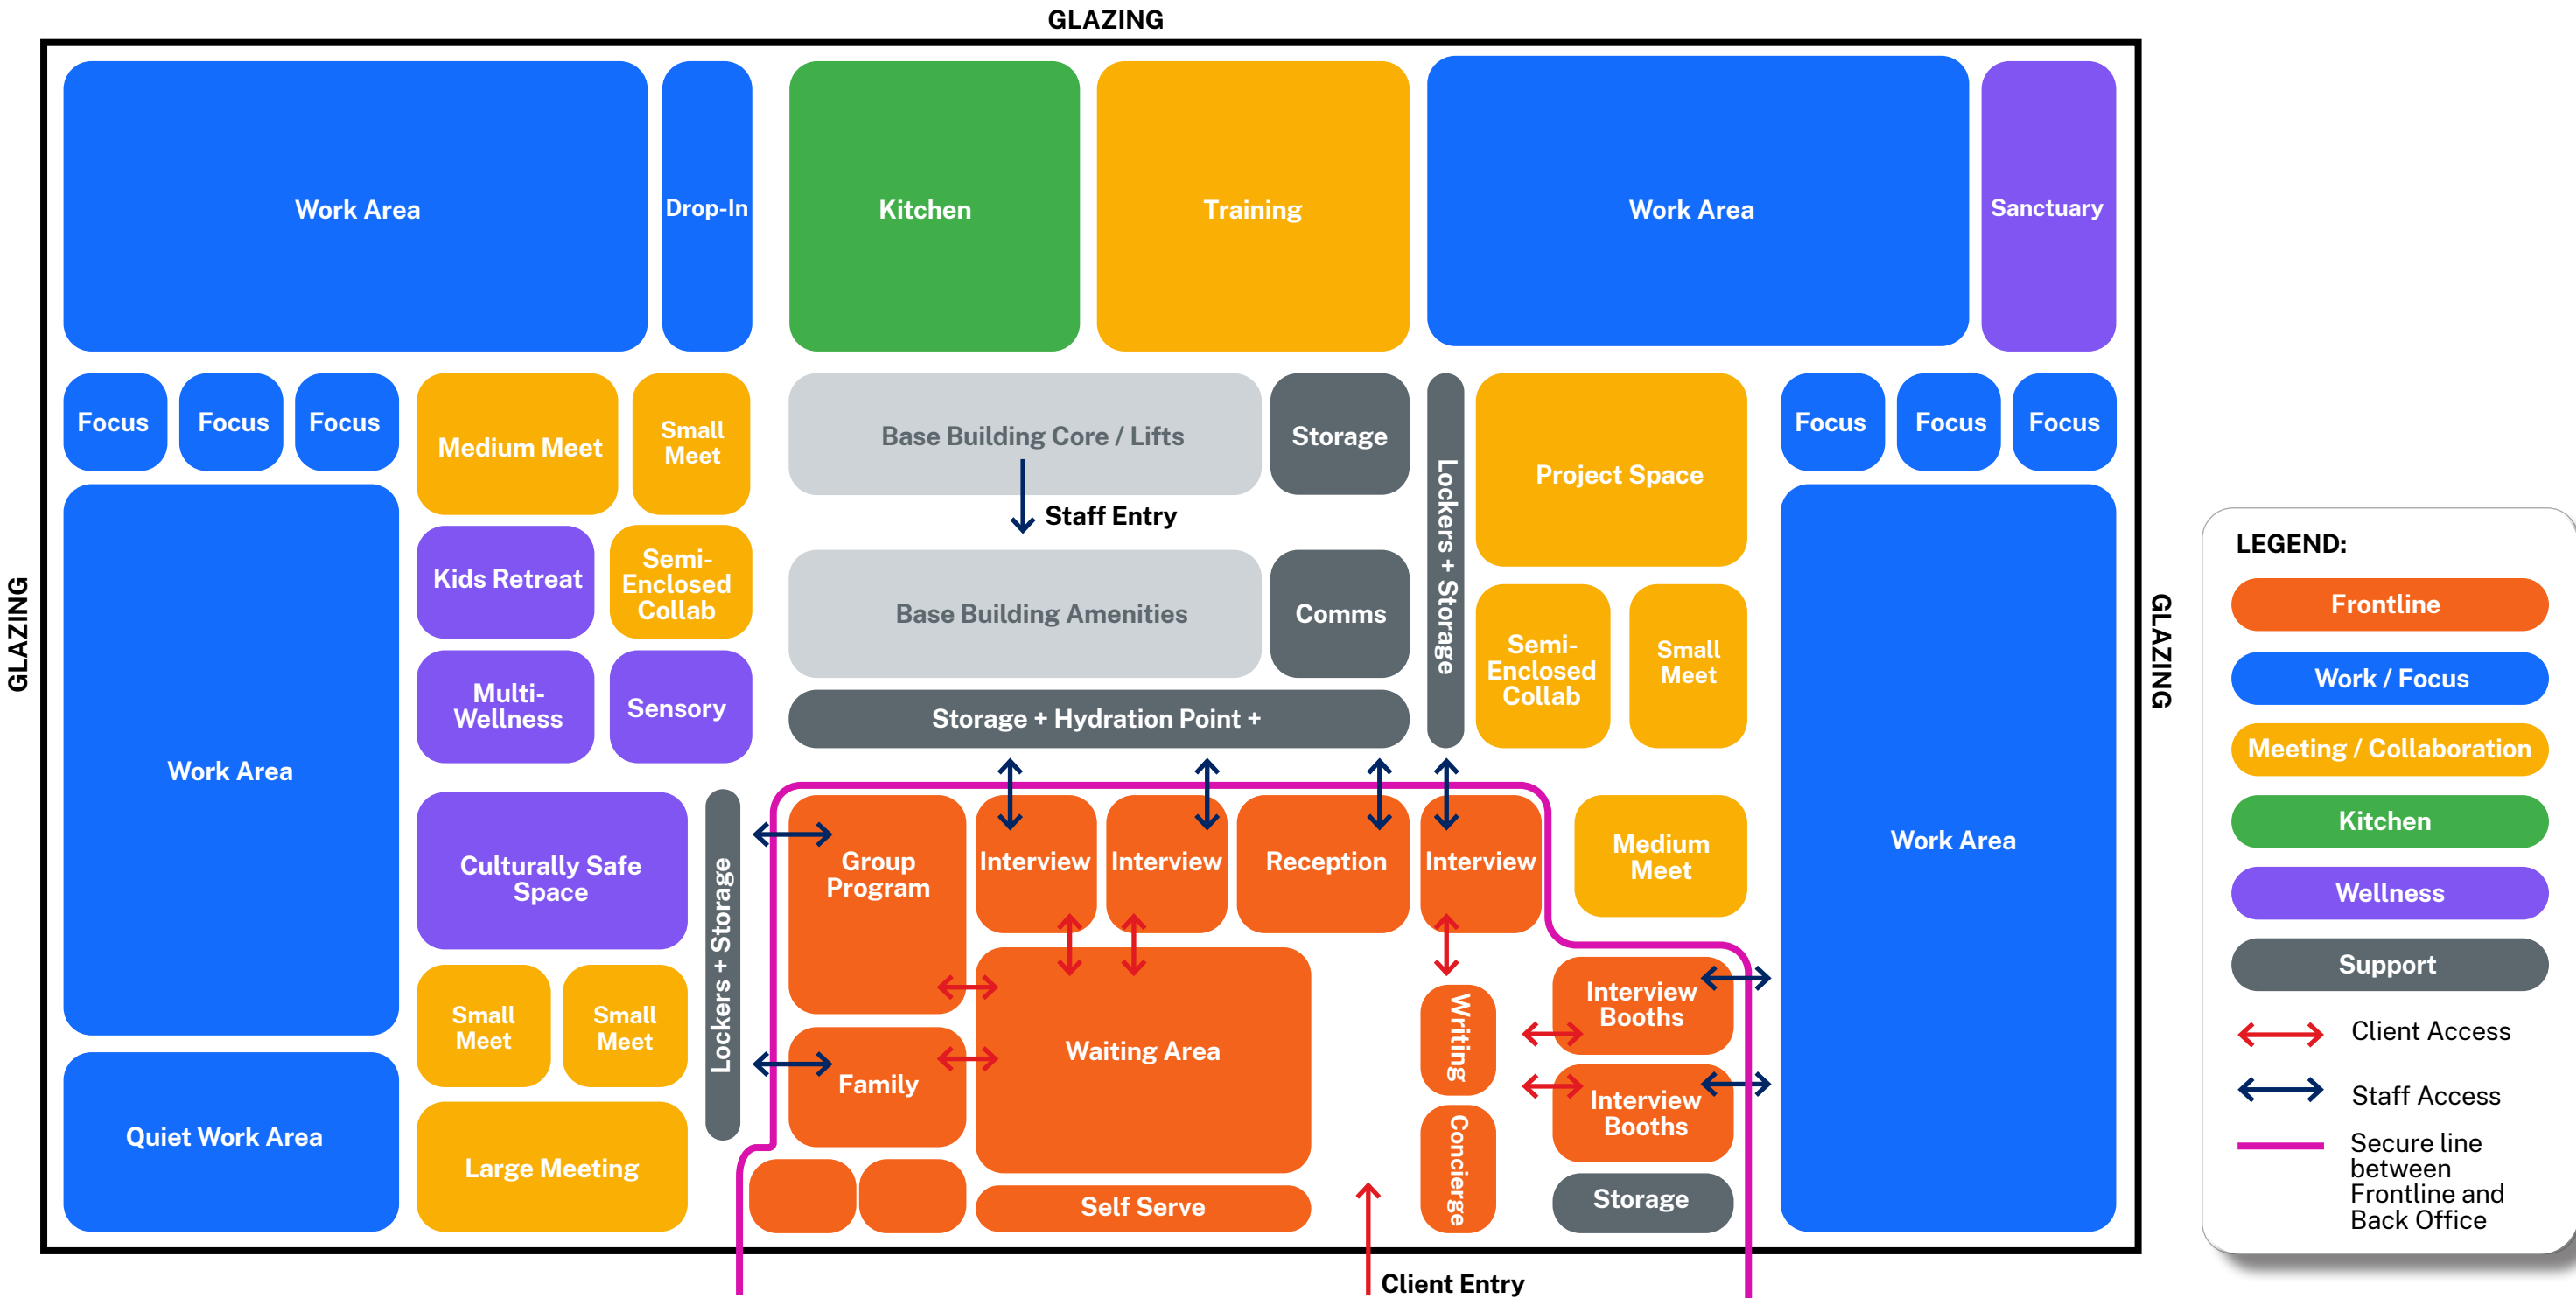 GLAZING
Work Area
Drop-In
Kitchen
Training
Work Area
Sanctuary
Focus
Focus
Focus
Medium Meet
Small
Meet
Base Building Core / Lifts
Storage
Lockers + Storage
Project Space
Focus
Focus
Focus
Staff Entry
Kids Retreat
Semi-
Enclosed
Collab
Base Building Amenities
Comms
Semi-
Enclosed
Collab
Small
Meet
GLAZING
GLAZING
Multi-
Wellness
Sensory
Storage + Hydration Point +
Work Area
Work Area
Culturally Safe
Space
Lockers + Storage
Group
Program
Interview
Interview
Reception
Interview
Medium
Meet
Small
Meet
Small
Meet
Waiting Area
Writing
Interview
Booths
Family
Interview
Booths
Concierge
Quiet Work Area
Large Meeting
Self Serve
Storage
Client Entry
LEGEND:
Frontline
Work / Focus
Meeting / Collaboration
Kitchen
Wellness
Support
Client Access
Staff Access
Secure line
between
Frontline and
Back Office